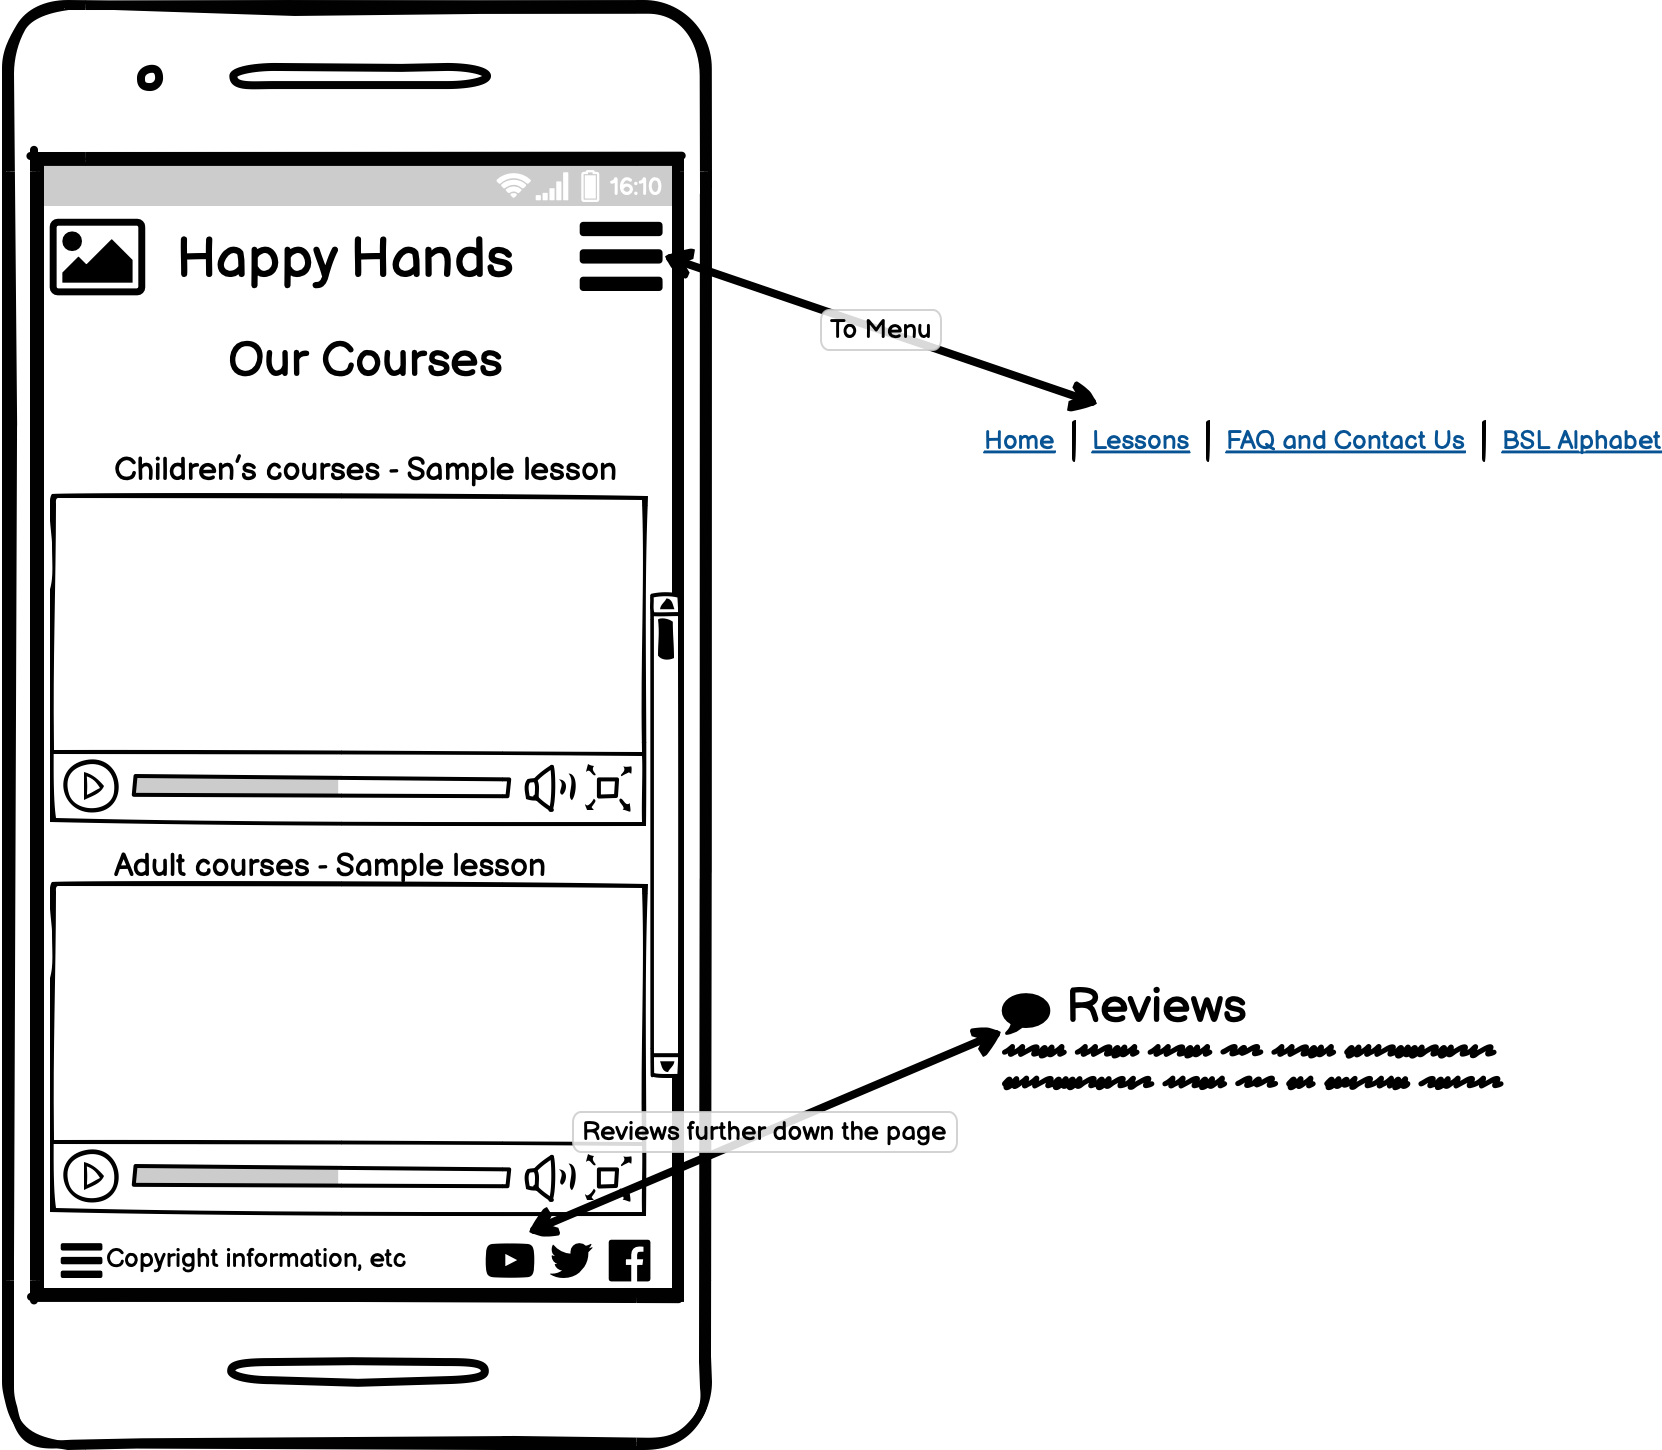 16:10
Happy Hands
To Menu
Our Courses
Home | Lessons | FAQ and Contact Us | BSL Alphabet
Children's courses - Sample lesson
Adult courses - Sample lesson
Reviews
Reviews further down the page
Copyright information, etc